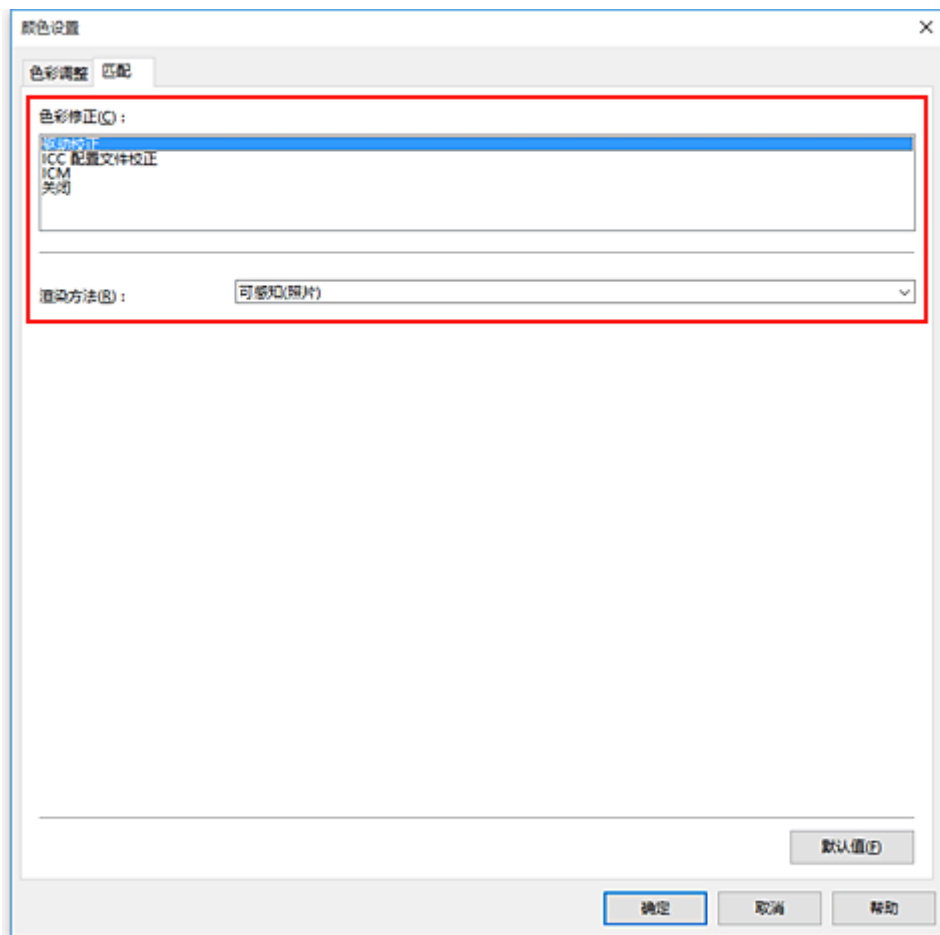 颜色设置
色彩调整 匹配
色彩修正(C)：
驱动校正
ICC 配置文件校正
ICM
关闭
渲染方法(R)： 可感知(照片)
默认值(F)
确定 取消 帮助